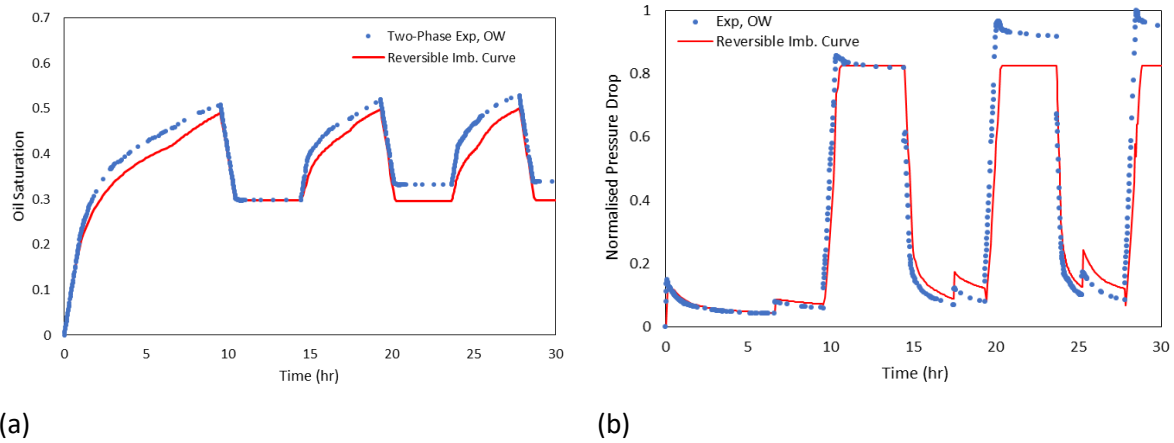 0.7
0.6
0.5
0.4
0.3
0.2
0.1
0
Oil Saturation
Two-Phase Exp, OW
Reversible Imb. Curve
0 5 10 15 20 25 30
Time (hr)
(a)
1
0.8
0.6
0.4
0.2
0
Normalised Pressure Drop
Exp, OW
Reversible Imb. Curve
0 5 10 15 20 25 30
Time (hr)
(b)